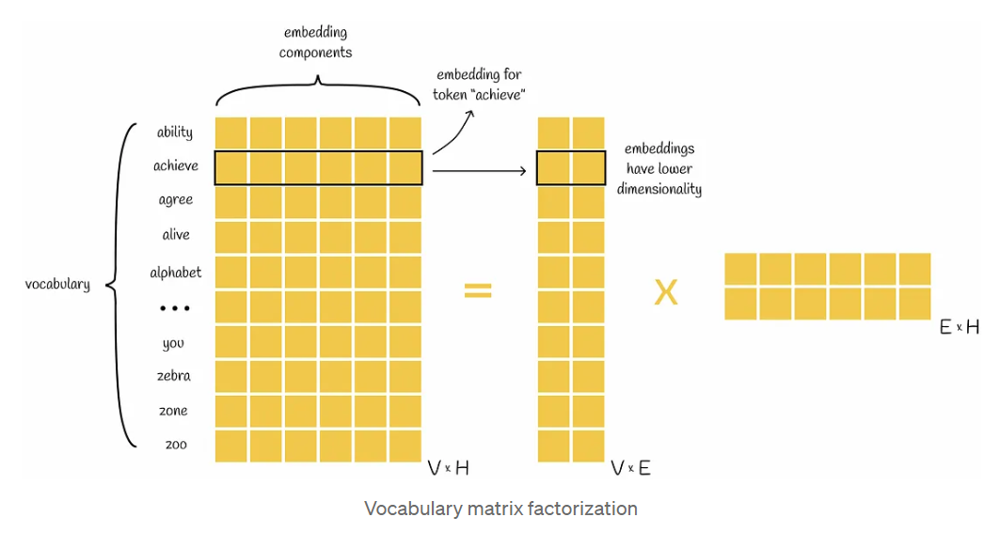 embedding
components
embedding for
token "achieve"
ability
achieve
agree
alive
alphabet
...
you
zebra
zone
zoo
vocabulary
embeddings
have lower
dimensionality
=
x
V x H
V x E
E x H
Vocabulary matrix factorization